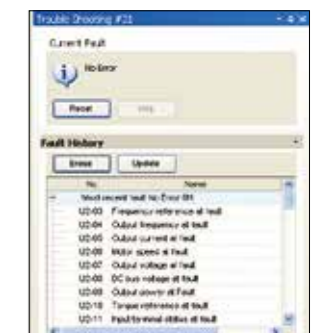 Trouble Shooting #01
Current Fault
No Error
Reset
Fault History
Erase Update
No. Name
Most recent fault No Error 0H
U2-03 Frequency reference at fault
U2-04 Output frequency at fault
U2-05 Output current at fault
U2-06 Motor speed at fault
U2-07 Output voltage at fault
U2-08 DC bus voltage at fault
U2-09 Output power at Fault
U2-10 Torque reference at fault
U2-11 Input terminal status at fault